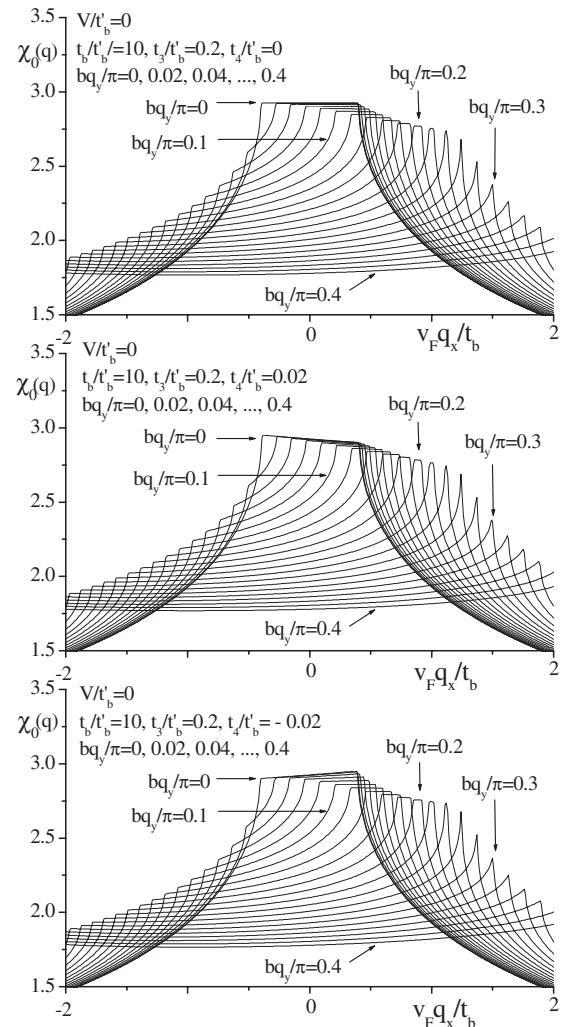 3.5
V/t'b=0
χ0(q)
tb/t'b/=10, t3/t'b=0.2, t4/t'b=0
bqy/π=0, 0.02, 0.04, ..., 0.4
3.0
bqy/π=0
bqy/π=0.2
bqy/π=0.3
bqy/π=0.1
2.5
2.0
bqy/π=0.4
1.5
-2
0
vFqx/tb
2
3.5
V/t'b=0
χ0(q)
tb/t'b=10, t3/t'b=0.2, t4/t'b=0.02
bqy/π=0, 0.02, 0.04, ..., 0.4
3.0
bqy/π=0
bqy/π=0.2
bqy/π=0.3
bqy/π=0.1
2.5
2.0
bqy/π=0.4
1.5
-2
0
vFqx/tb
2
3.5
V/t'b=0
χ0(q)
tb/t'b=10, t3/t'b=0.2, t4/t'b= - 0.02
bqy/π=0, 0.02, 0.04, ..., 0.4
3.0
bqy/π=0
bqy/π=0.2
bqy/π=0.3
bqy/π=0.1
2.5
2.0
bqy/π=0.4
1.5
-2
0
vFqx/tb
2